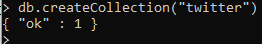 > db.createCollection("twitter")
{ "ok" : 1 }
>